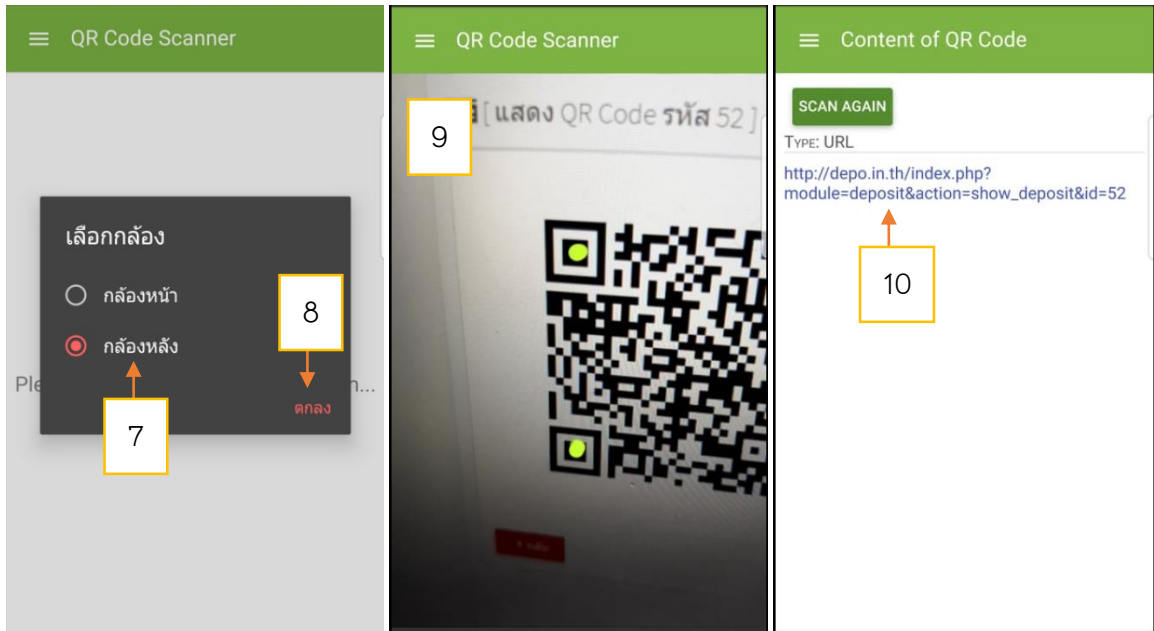 QR Code Scanner
เลือกกล้อง
กล้องหน้า
กล้องหลัง
8
Ple
n...
ตกลง
7
QR Code Scanner
9
[ แสดง QR Code รหัส 52 ]
Content of QR Code
SCAN AGAIN
TYPE: URL
http://depo.in.th/index.php?
module=deposit&action=show_deposit&id=52
10